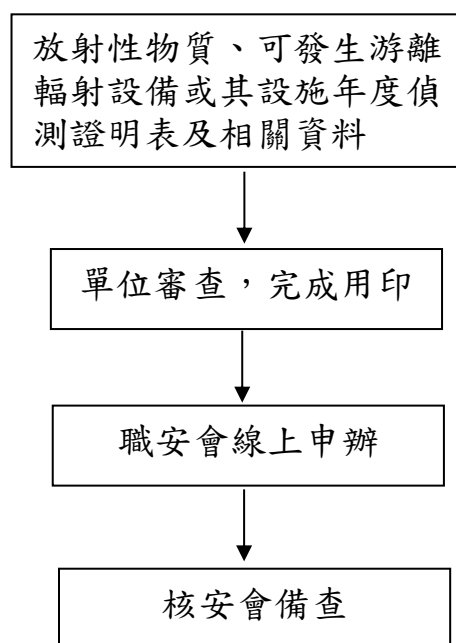 放射性物質、可發生游離
輻射設備或其設施年度偵
測證明表及相關資料
單位審查，完成用印
職安會線上申辦
核安會備查